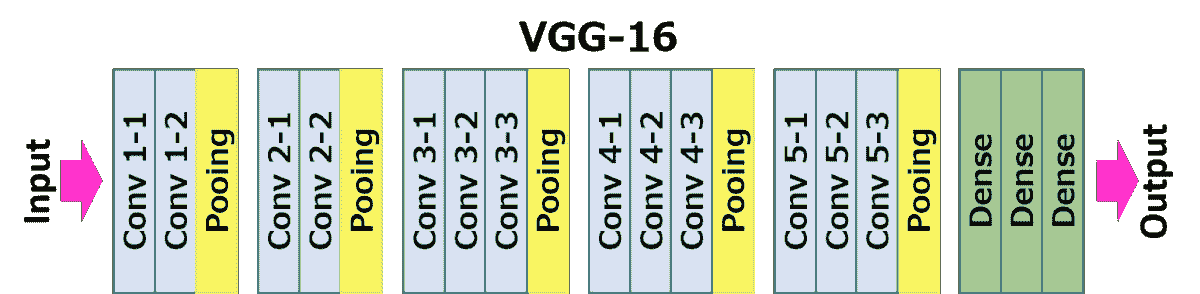 VGG-16
Input
Conv 1-1
Conv 1-2
Pooing
Conv 2-1
Conv 2-2
Pooing
Conv 3-1
Conv 3-2
Conv 3-3
Pooing
Conv 4-1
Conv 4-2
Conv 4-3
Pooing
Conv 5-1
Conv 5-2
Conv 5-3
Pooing
Dense
Dense
Dense
Output